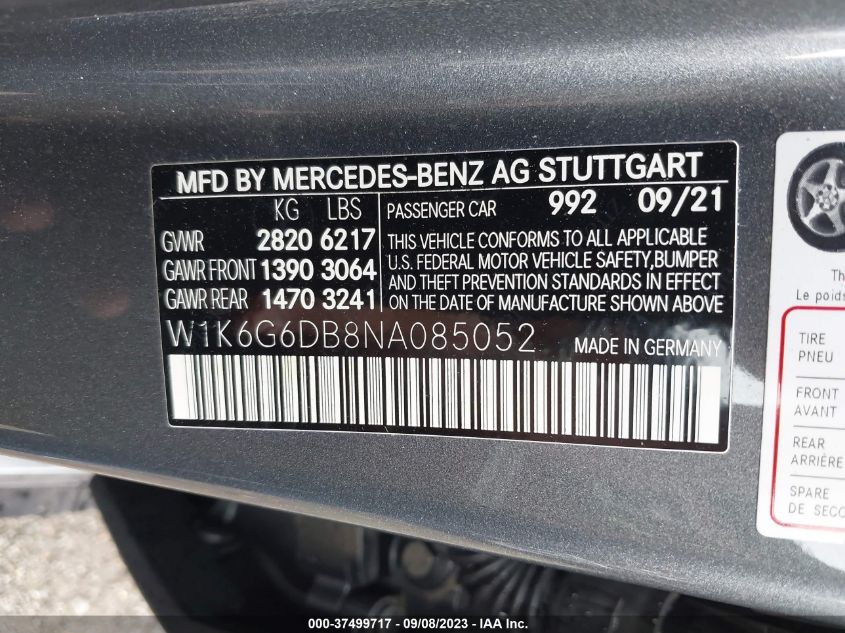 MFD BY MERCEDES-BENZ AG STUTTGART
KG LBS
GVWR 2820 6217
GAWR FRONT 1390 3064
GAWR REAR 1470 3241
PASSENGER CAR 992 09/21
THIS VEHICLE CONFORMS TO ALL APPLICABLE
U.S. FEDERAL MOTOR VEHICLE SAFETY,BUMPER
AND THEFT PREVENTION STANDARDS IN EFFECT
ON THE DATE OF MANUFACTURE SHOWN ABOVE
W1K6G6DB8NA085052
MADE IN GERMANY
Th
Le poids
TIRE
PNEU
FRONT
AVANT
REAR
ARRIÈRE
SPARE
DE SECO
000-37499717 - 09/08/2023 - IAA Inc.